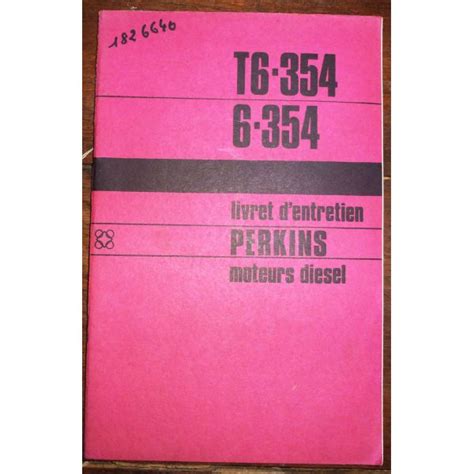 1826640
T6·354
6·354
livret d'entretien
PERKINS
moteurs diesel